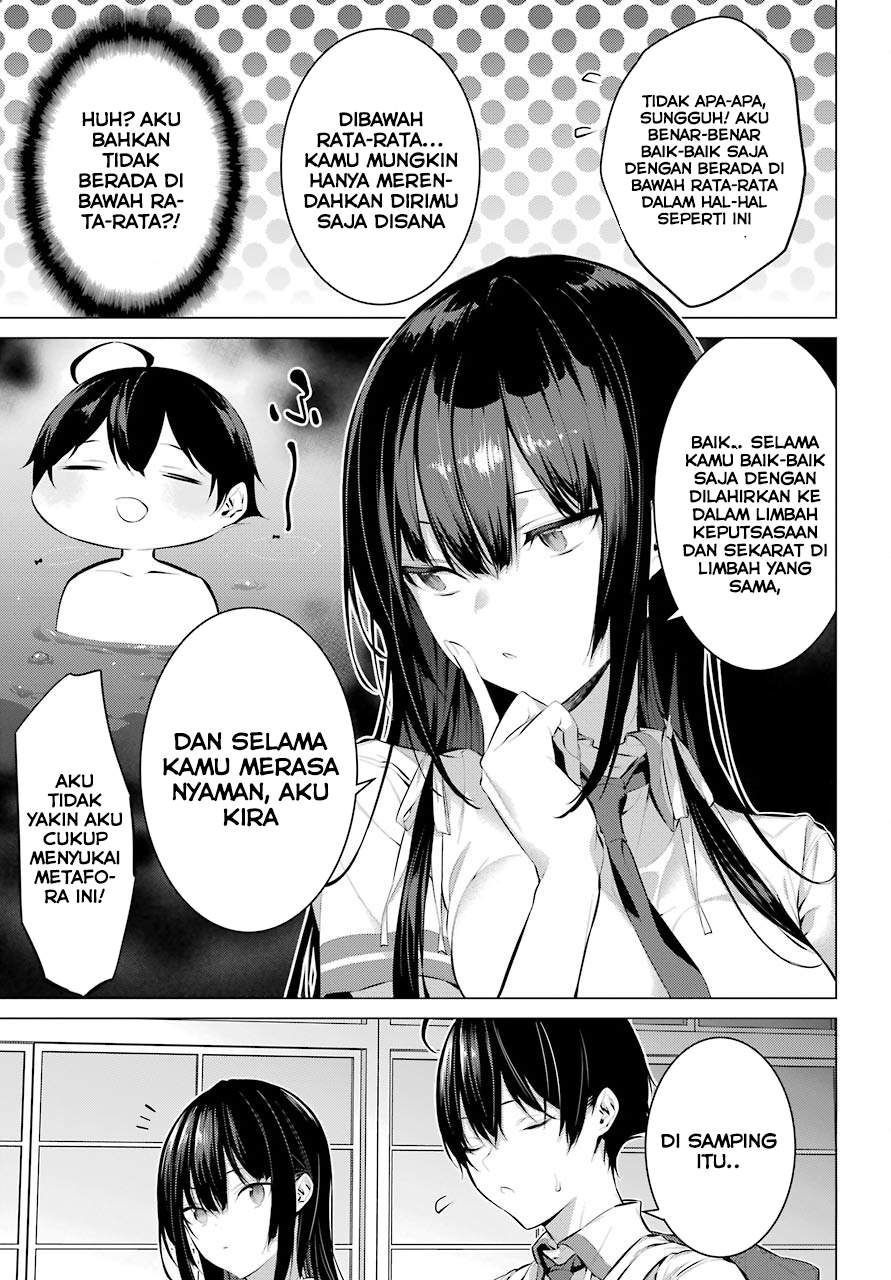 TIDAK APA-APA,
SUNGGUH! AKU
BENAR-BENAR
BAIK-BAIK SAJA
DENGAN BERADA DI
BAWAH RATA-RATA
DALAM HAL-HAL
SEPERTI INI
DIBAWAH
RATA-RATA...
KAMU MUNGKIN
HANYA MEREN-
DAHKAN DIRIMU
SAJA DISANA
HUH? AKU
BAHKAN
TIDAK
BERADA DI
BAWAH RA-
TA-RATA?!
BAIK.. SELAMA
KAMU BAIK-BAIK
SAJA DENGAN
DILAHIRKAN KE
DALAM LIMBAH
KEPUTSASAAN
DAN SEKARAT DI
LIMBAH YANG
SAMA,
ふぅ〜
DAN SELAMA
KAMU MERASA
NYAMAN, AKU
KIRA
AKU
TIDAK
YAKIN AKU
CUKUP
MENYUKAI
METAFO-
RA INI!
DI SAMPING
ITU..